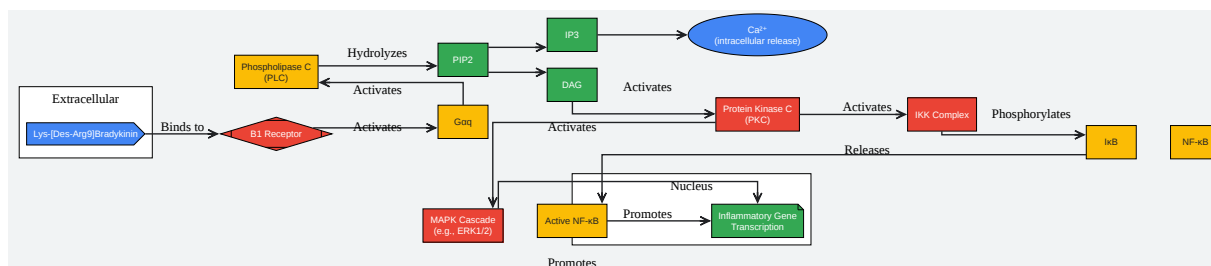 IP3
Ca²⁺
(intracellular release)
Hydrolyzes
PIP2
Phospholipase C
(PLC)
DAG
Activates
Activates
Extracellular
Lys-[Des-Arg9]Bradykinin
Binds to
B1 Receptor
Activates
Gαq
Activates
Protein Kinase C
(PKC)
Activates
IKK Complex
Phosphorylates
IκB
NF-κB
Releases
Nucleus
MAPK Cascade
(e.g., ERK1/2)
Active NF-κB
Promotes
Inflammatory Gene
Transcription
Promotes